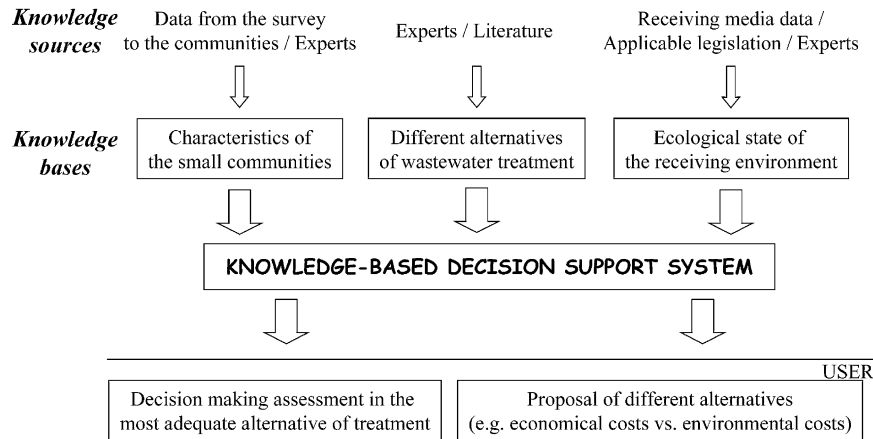 Knowledge
sources
Data from the survey
to the communities / Experts
Experts / Literature
Receiving media data /
Applicable legislation / Experts
Knowledge
bases
Characteristics of
the small communities
Different alternatives
of wastewater treatment
Ecological state of
the receiving environment
KNOWLEDGE-BASED DECISION SUPPORT SYSTEM
USER
Decision making assessment in the
most adequate alternative of treatment
Proposal of different alternatives
(e.g. economical costs vs. environmental costs)